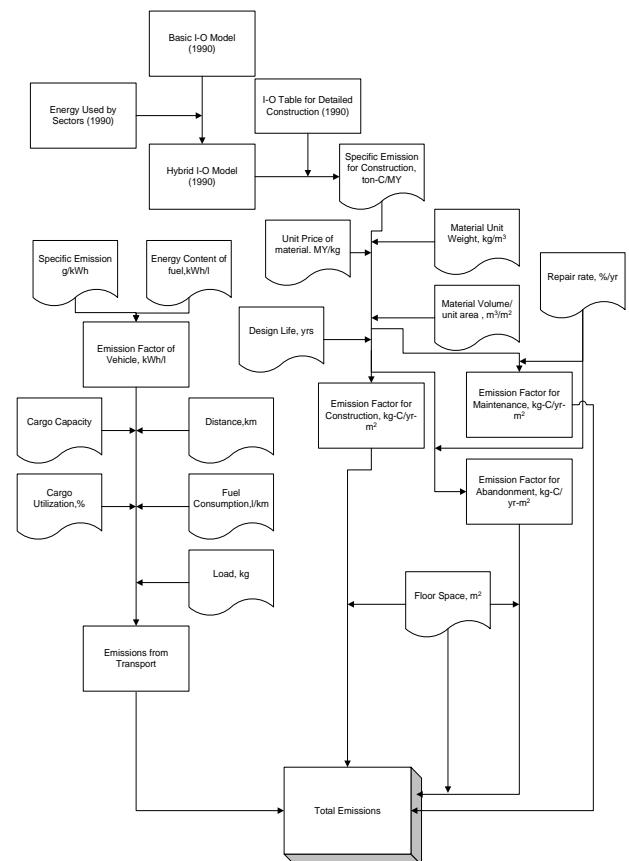 Basic I-O Model
(1990)
Energy Used by
Sectors (1990)
I-O Table for Detailed
Construction (1990)
Hybrid I-O Model
(1990)
Specific Emission
for Construction,
ton-C/MY
Unit Price of
material. MY/kg
Material Unit
Weight, kg/m³
Specific Emission
g/kWh
Energy Content of
fuel,kWh/l
Repair rate, %/yr
Material Volume/
unit area , m³/m²
Design Life, yrs
Emission Factor of
Vehicle, kWh/l
Emission Factor for
Construction, kg-C/yr-
m²
Emission Factor for
Maintenance, kg-C/yr-
m²
Cargo Capacity
Distance,km
Emission Factor for
Abandonment, kg-C/
yr-m²
Cargo
Utilization,%
Fuel
Consumption,l/km
Load, kg
Floor Space, m²
Emissions from
Transport
Total Emissions